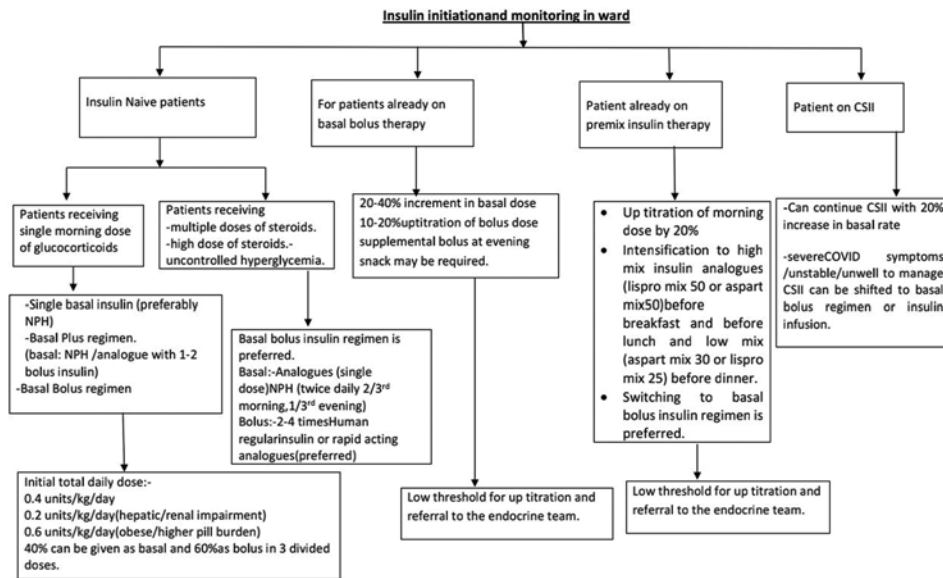 Insulin initiationand monitoring in ward
Insulin Naive patients
For patients already on
basal bolus therapy
Patient already on
premix insulin therapy
Patient on CSII
Patients receiving
single morning dose
of glucocorticoids
Patients receiving
-multiple doses of steroids.
-high dose of steroids.-
uncontrolled hyperglycemia.
20-40% increment in basal dose
10-20%uptitration of bolus dose
supplemental bolus at evening
snack may be required.
• Up titration of morning
dose by 20%
• Intensification to high
mix insulin analogues
(lispro mix 50 or aspart
mix50)before
breakfast and before
lunch and low mix
(aspart mix 30 or lispro
mix 25) before dinner.
• Switching to basal
bolus insulin regimen is
preferred.
-Can continue CSII with 20%
increase in basal rate
-severeCOVID symptoms
/unstable/unwell to manage
CSII can be shifted to basal
bolus regimen or insulin
infusion.
-Single basal insulin (preferably
NPH)
-Basal Plus regimen.
(basal: NPH /analogue with 1-2
bolus insulin)
-Basal Bolus regimen
Basal bolus insulin regimen is
preferred.
Basal:-Analogues (single
dose)NPH (twice daily 2/3rd
morning,1/3rd evening)
Bolus:-2-4 timesHuman
regularinsulin or rapid acting
analogues(preferred)
Initial total daily dose:-
0.4 units/kg/day
0.2 units/kg/day(hepatic/renal impairment)
0.6 units/kg/day(obese/higher pill burden)
40% can be given as basal and 60%as bolus in 3 divided
doses.
Low threshold for up titration and
referral to the endocrine team.
Low threshold for up titration and
referral to the endocrine team.